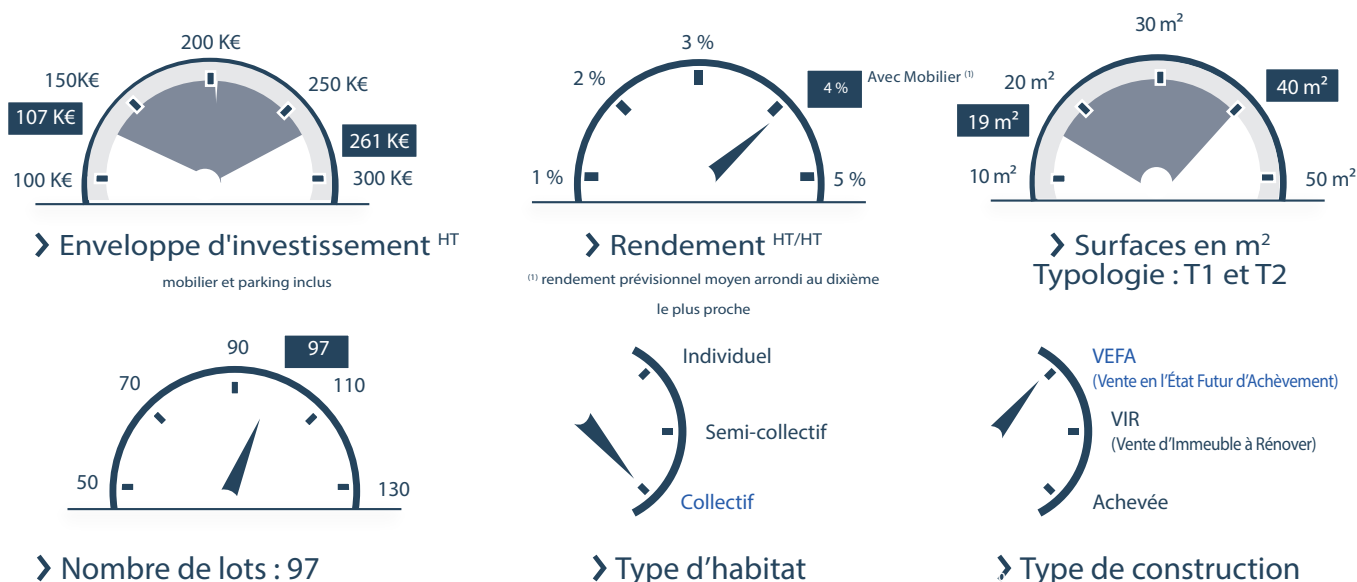 200 K€
150K€
250 K€
107 K€
261 K€
100 K€
300 K€
❯ Enveloppe d'investissement HT
mobilier et parking inclus
3 %
2 %
4 %
Avec Mobilier (1)
1 %
5 %
❯ Rendement HT/HT
(1) rendement prévisionnel moyen arrondi au dixième
le plus proche
30 m²
20 m²
40 m²
19 m²
10 m²
50 m²
❯ Surfaces en m²
Typologie : T1 et T2
90
97
70
110
50
130
❯ Nombre de lots : 97
Individuel
Semi-collectif
Collectif
❯ Type d’habitat
VEFA
(Vente en l’État Futur d’Achèvement)
VIR
(Vente d’Immeuble à Rénover)
Achevée
❯ Type de construction